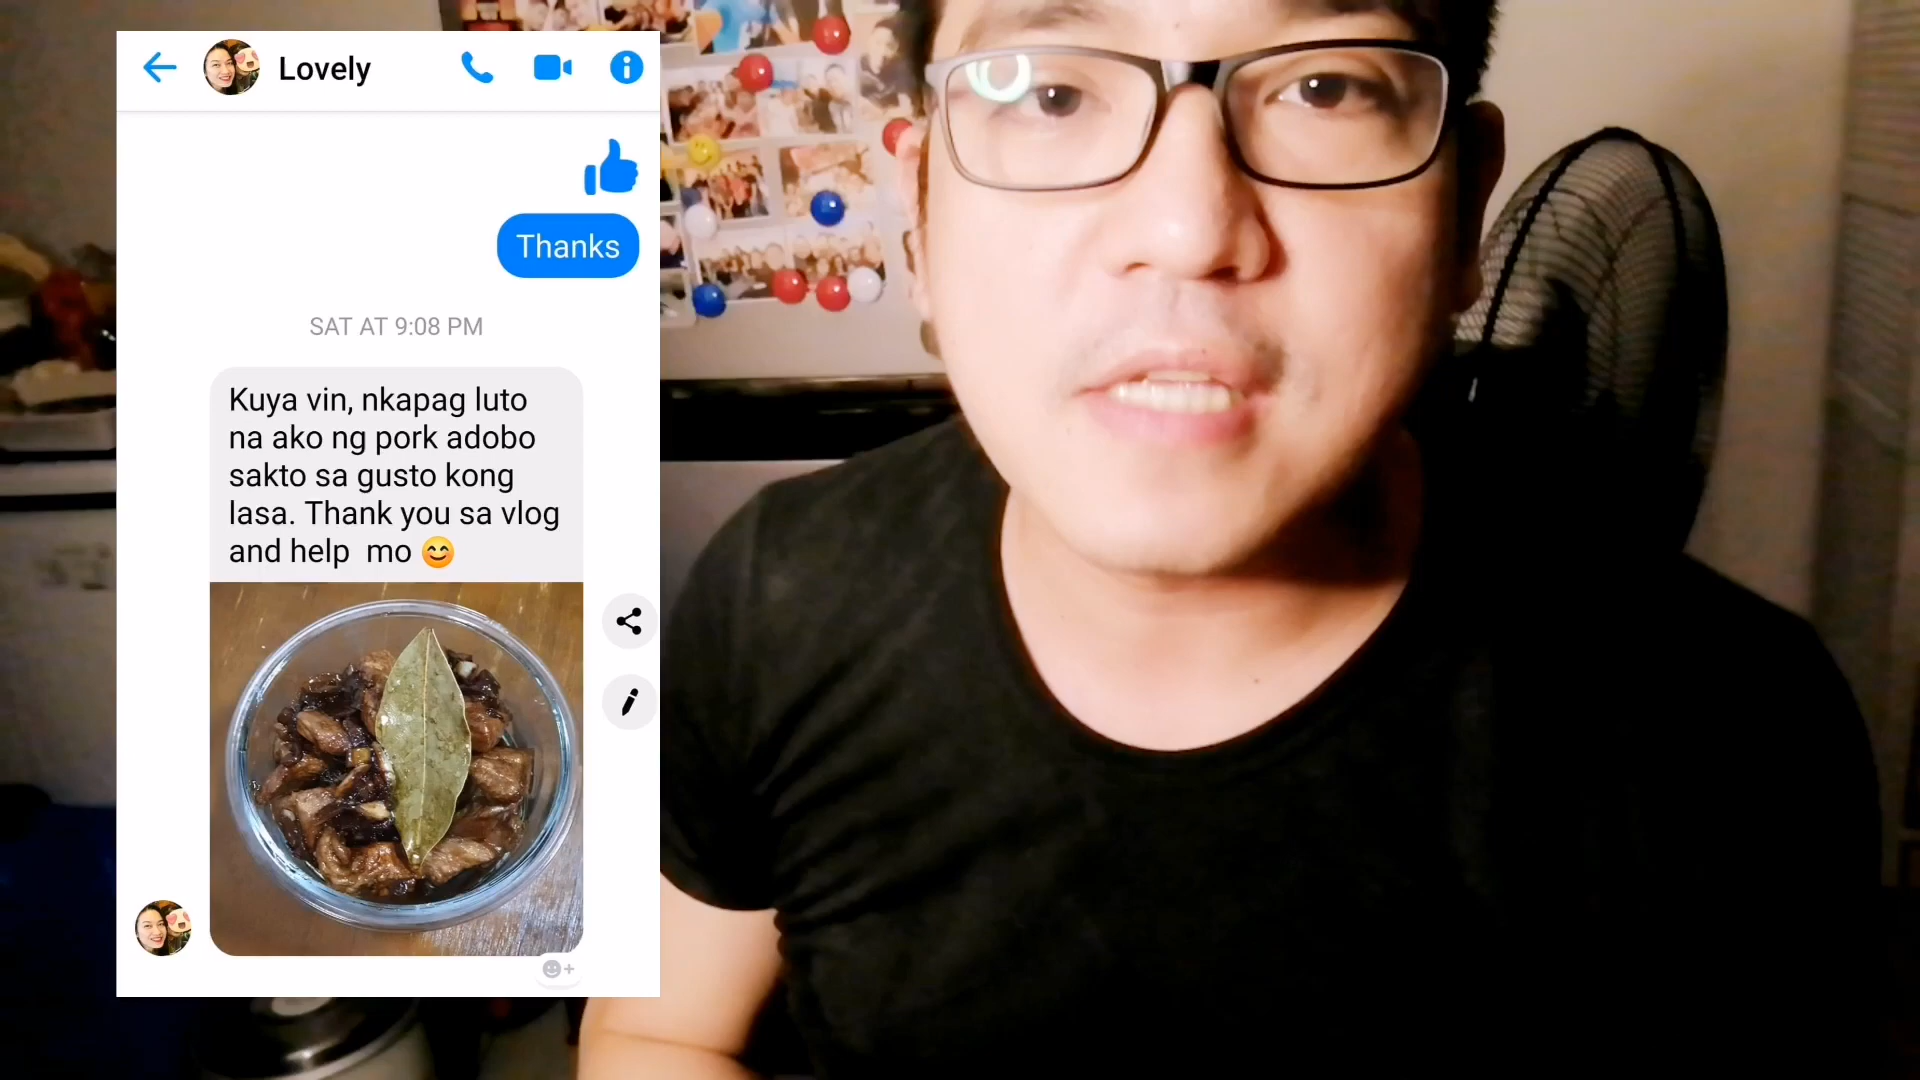 Lovely
Thanks
SAT AT 9:08 PM
Kuya vin, nkapag luto
na ako ng pork adobo
sakto sa gusto kong
lasa. Thank you sa vlog
and help mo 😊